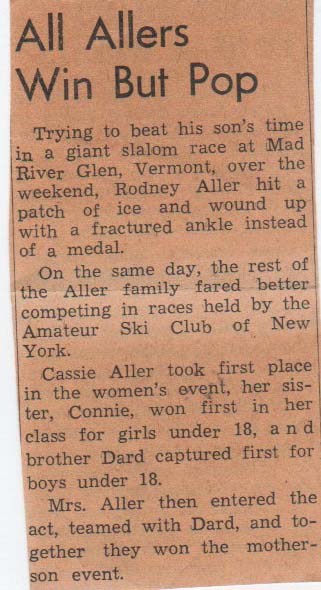 All Allers
Win But Pop
Trying to beat his son's time
in a giant slalom race at Mad
River Glen, Vermont, over the
weekend, Rodney Aller hit a
patch of ice and wound up
with a fractured ankle instead
of a medal.
On the same day, the rest of
the Aller family fared better
competing in races held by the
Amateur Ski Club of New
York.
Cassie Aller took first place
in the women's event, her sis-
ter, Connie, won first in her
class for girls under 18, and
brother Dard captured first for
boys under 18.
Mrs. Aller then entered the
act, teamed with Dard, and to-
gether they won the mother-
son event.